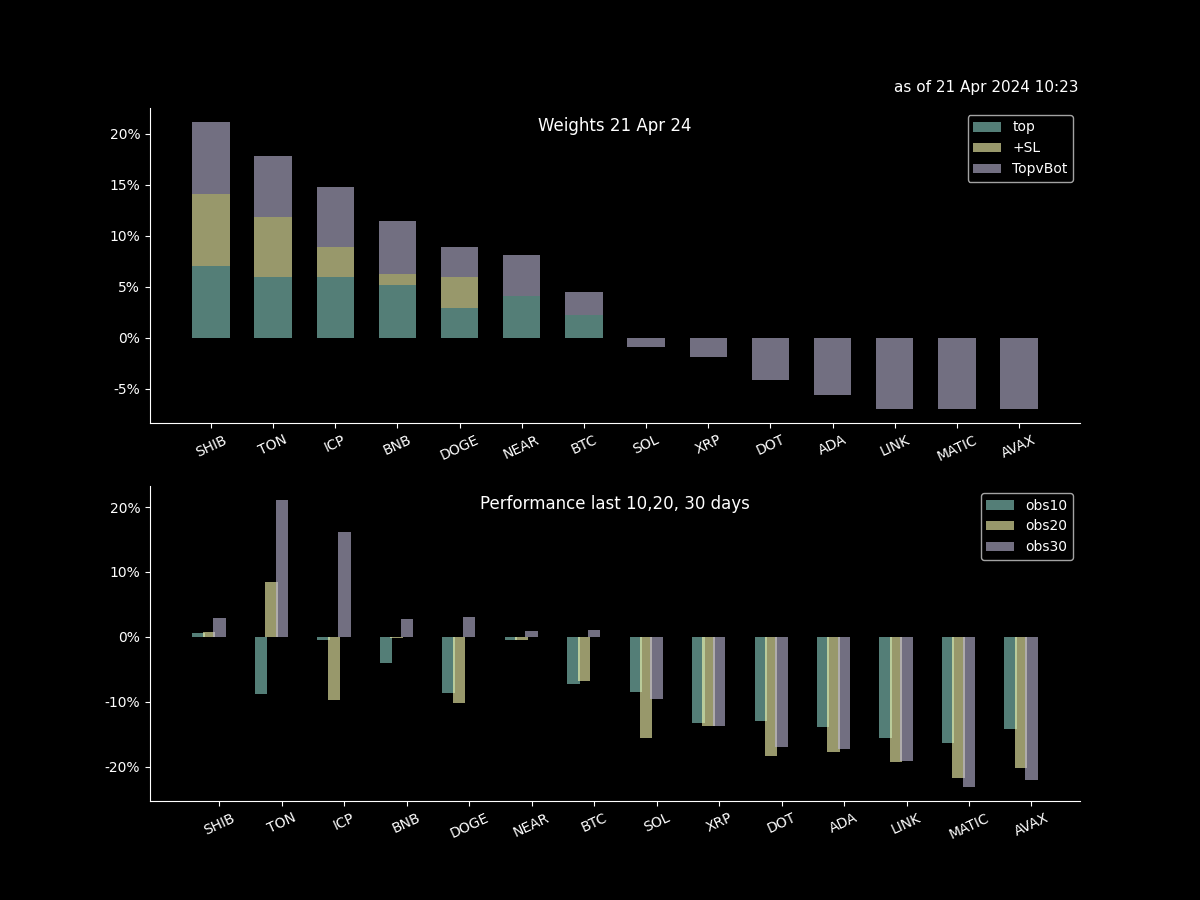 as of 21 Apr 2024 10:23
Weights 21 Apr 24
top
+SL
TopvBot
20%
15%
10%
5%
0%
-5%
SHIB TON ICP BNB DOGE NEAR BTC SOL XRP DOT ADA LINK MATIC AVAX
Performance last 10,20, 30 days
obs10
obs20
obs30
20%
10%
0%
-10%
-20%
SHIB TON ICP BNB DOGE NEAR BTC SOL XRP DOT ADA LINK MATIC AVAX